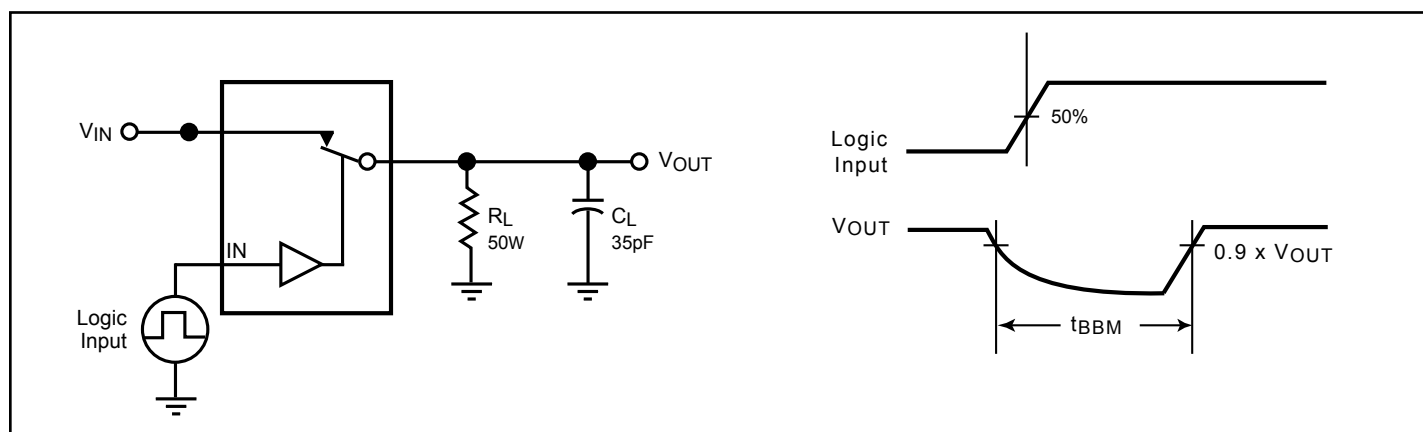 VIN
VOUT
RL
50W
CL
35pF
IN
Logic
Input
50%
Logic
Input
VOUT
0.9 x VOUT
tBBM